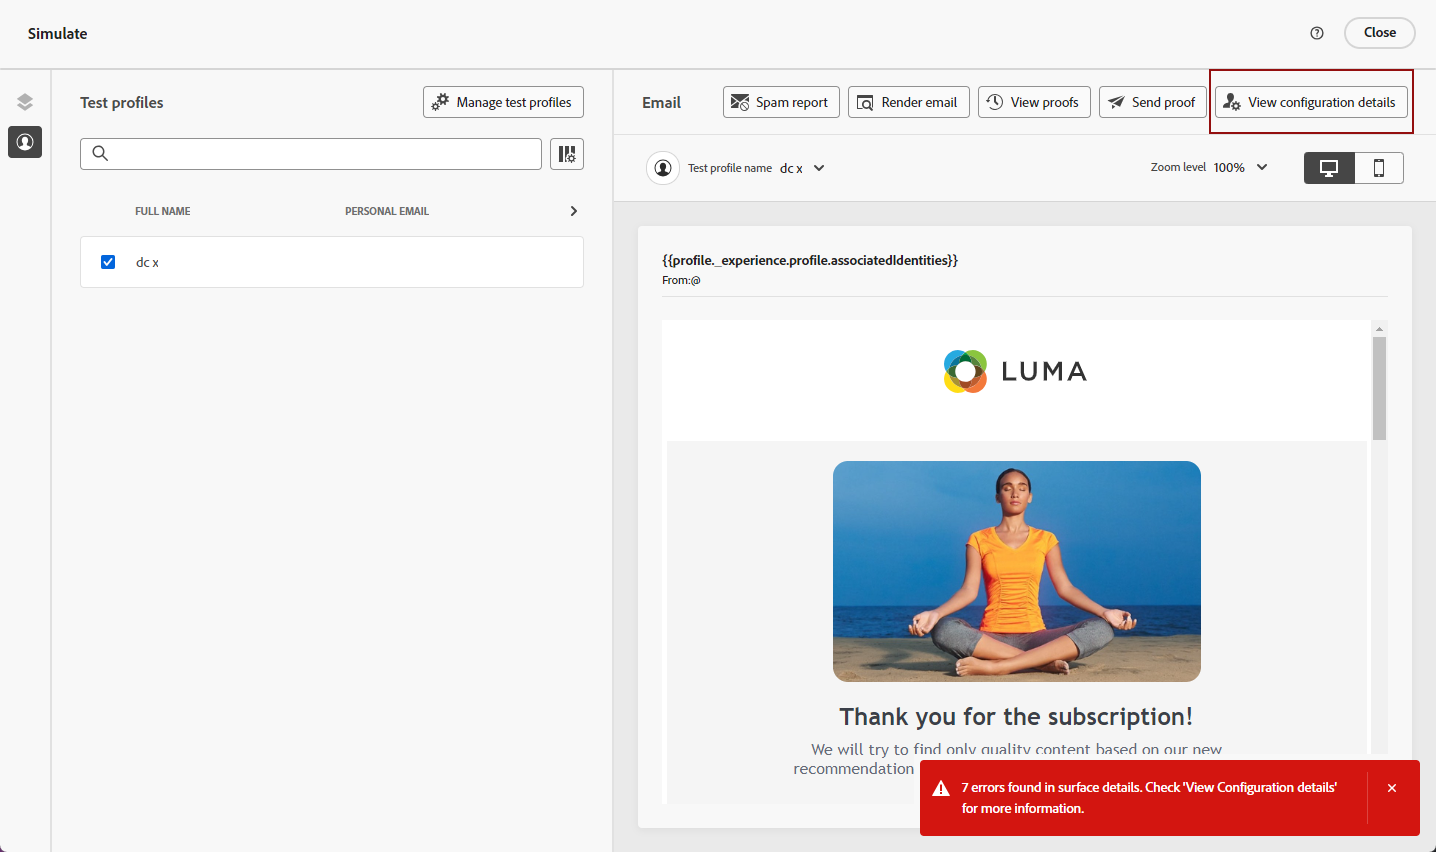 Simulate
Close
Test profiles
Manage test profiles
Email
Spam report
Render email
View proofs
Send proof
View configuration details
Test profile name dc x
Zoom level 100%
FULL NAME
PERSONAL EMAIL
dc x
{{profile._experience.profile.associatedIdentities}}
From:@
LUMA
Thank you for the subscription!
We will try to find only quality content based on our new
recommendation
7 errors found in surface details. Check 'View Configuration details'
for more information.